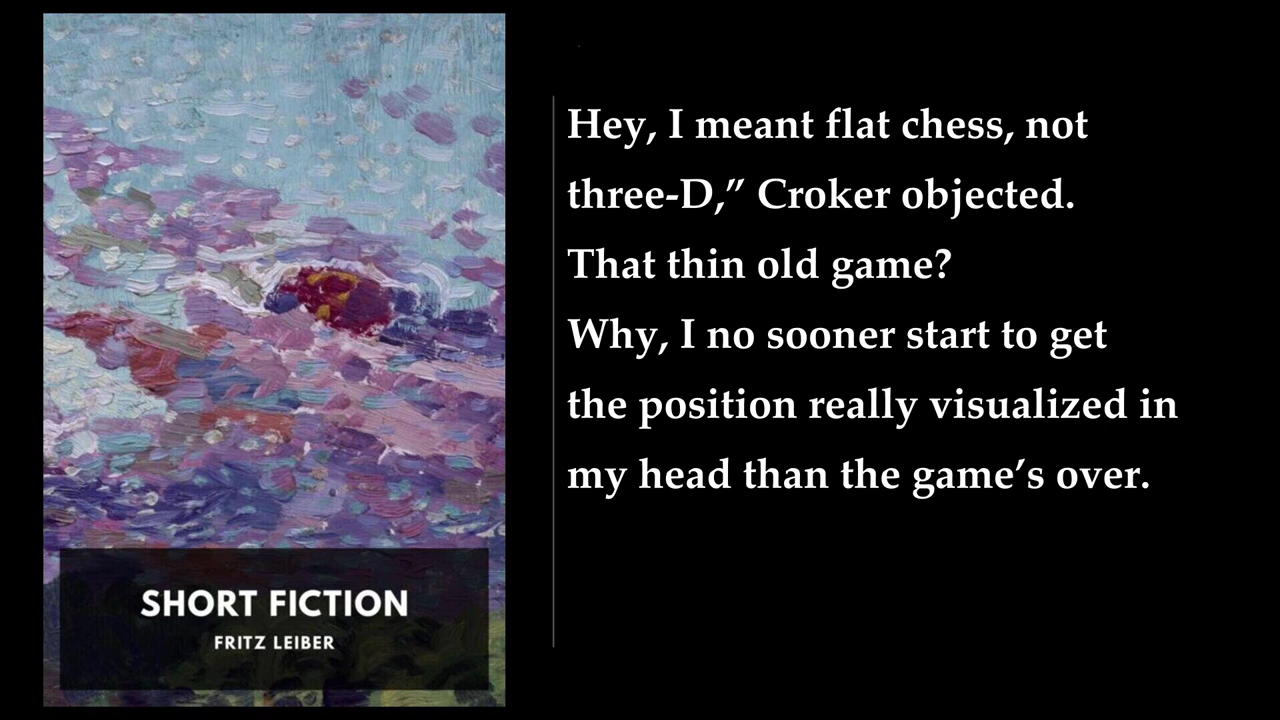 Hey, I meant flat chess, not
three-D,” Croker objected.
That thin old game?
Why, I no sooner start to get
the position really visualized in
my head than the game’s over.
SHORT FICTION
FRITZ LEIBER